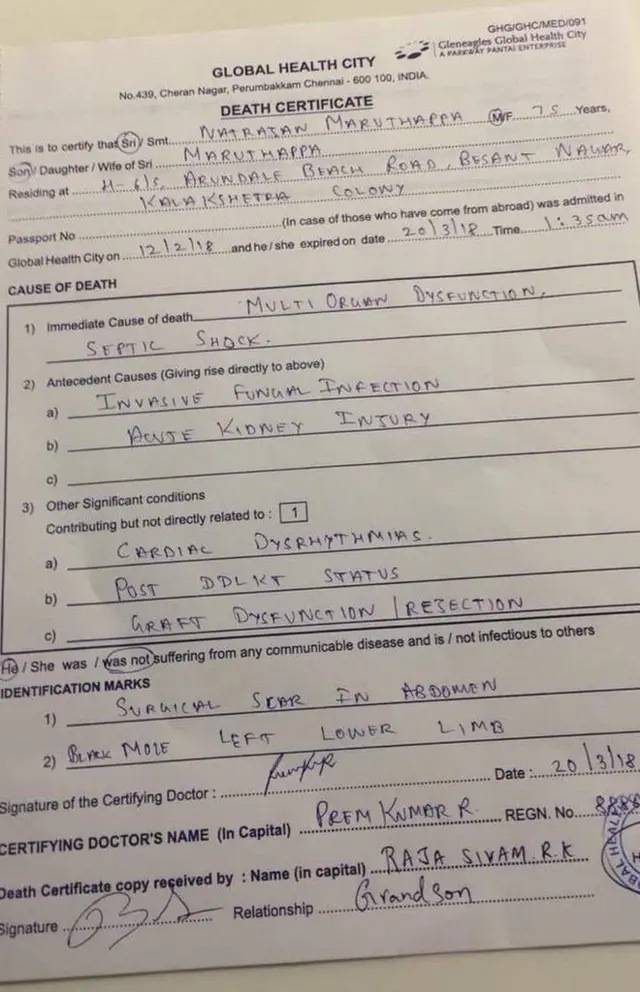 GHG/GHC/MED/091
Gleneagles Global Health City
A PARKWAY PANTAI ENTERPRISE
GLOBAL HEALTH CITY
No.439, Cheran Nagar, Perumbakkam Chennai - 600 100, INDIA.
DEATH CERTIFICATE
This is to certify that Sri / Smt. NATRAJAN MARUTHAPPA M/F 75 Years,
Son / Daughter / Wife of Sri MARUTHAPPA
Residing at H-6/5, ARUNDALE BEACH ROAD, BESANT NAGAR,
KALAKSHETRA COLONY
Passport No (In case of those who have come from abroad) was admitted in
Global Health City on 12/2/18 and he / she expired on date 20/3/18 Time 1:35am
CAUSE OF DEATH
1) Immediate Cause of death MULTI ORGAN DYSFUNCTION,
SEPTIC SHOCK.
2) Antecedent Causes (Giving rise directly to above)
a) INVASIVE FUNGAL INFECTION
b) ACUTE KIDNEY INJURY
c)
3) Other Significant conditions
Contributing but not directly related to : 1
a) CARDIAC DYSRHYTHMIAS.
b) POST DDLKT STATUS
c) GRAFT DYSFUNCTION / REJECTION
He / She was / was not suffering from any communicable disease and is / not infectious to others
IDENTIFICATION MARKS
1) SURGICAL SCAR IN ABDOMEN
2) BLACK MOLE LEFT LOWER LIMB
Signature of the Certifying Doctor : Date : 20/3/18
CERTIFYING DOCTOR'S NAME (In Capital) PREM KUMAR R. REGN. No.
Death Certificate copy received by : Name (in capital) RAJA SIVAM R.K
Signature Relationship Grandson